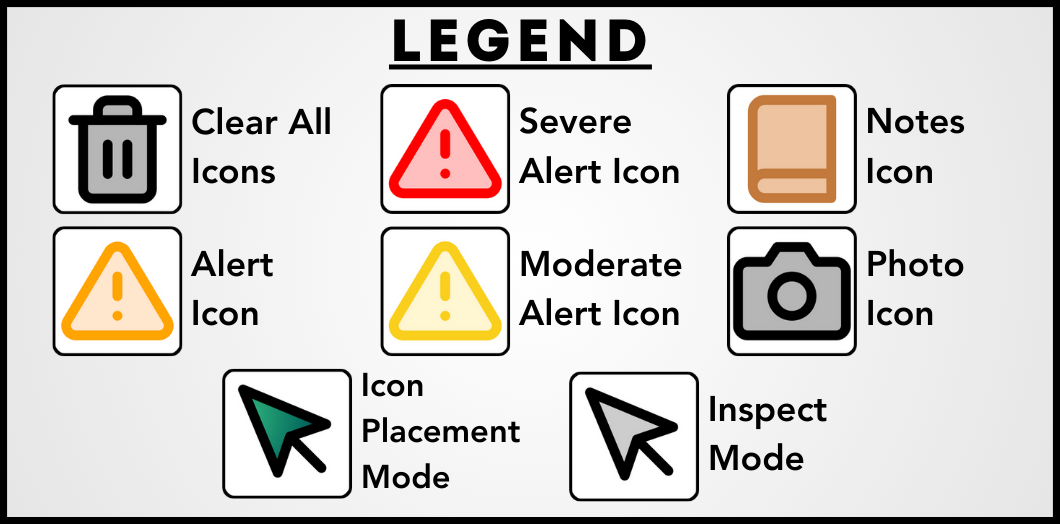 LEGEND
Clear All
Icons
Severe
Alert Icon
Notes
Icon
Alert
Icon
Moderate
Alert Icon
Photo
Icon
Icon
Placement
Mode
Inspect
Mode